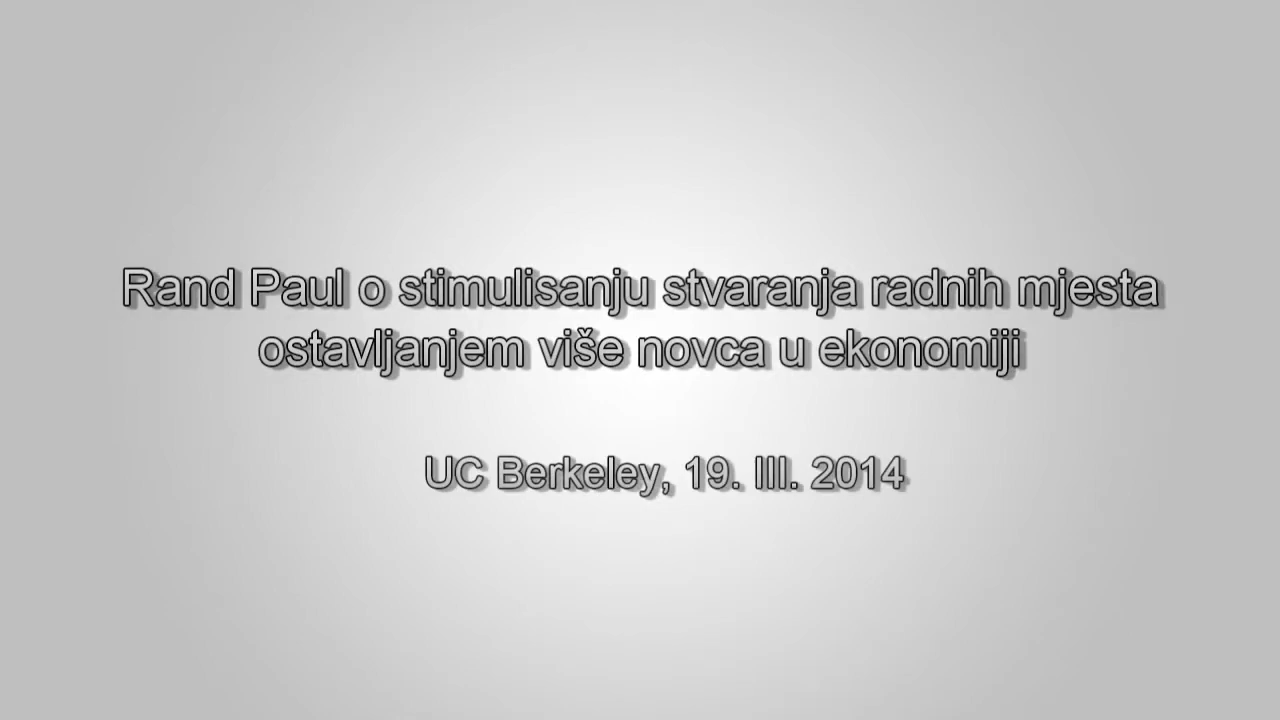 Rand Paul o stimulisanju stvaranja radnih mjesta
ostavljanjem više novca u ekonomiji
UC Berkeley, 19. III. 2014